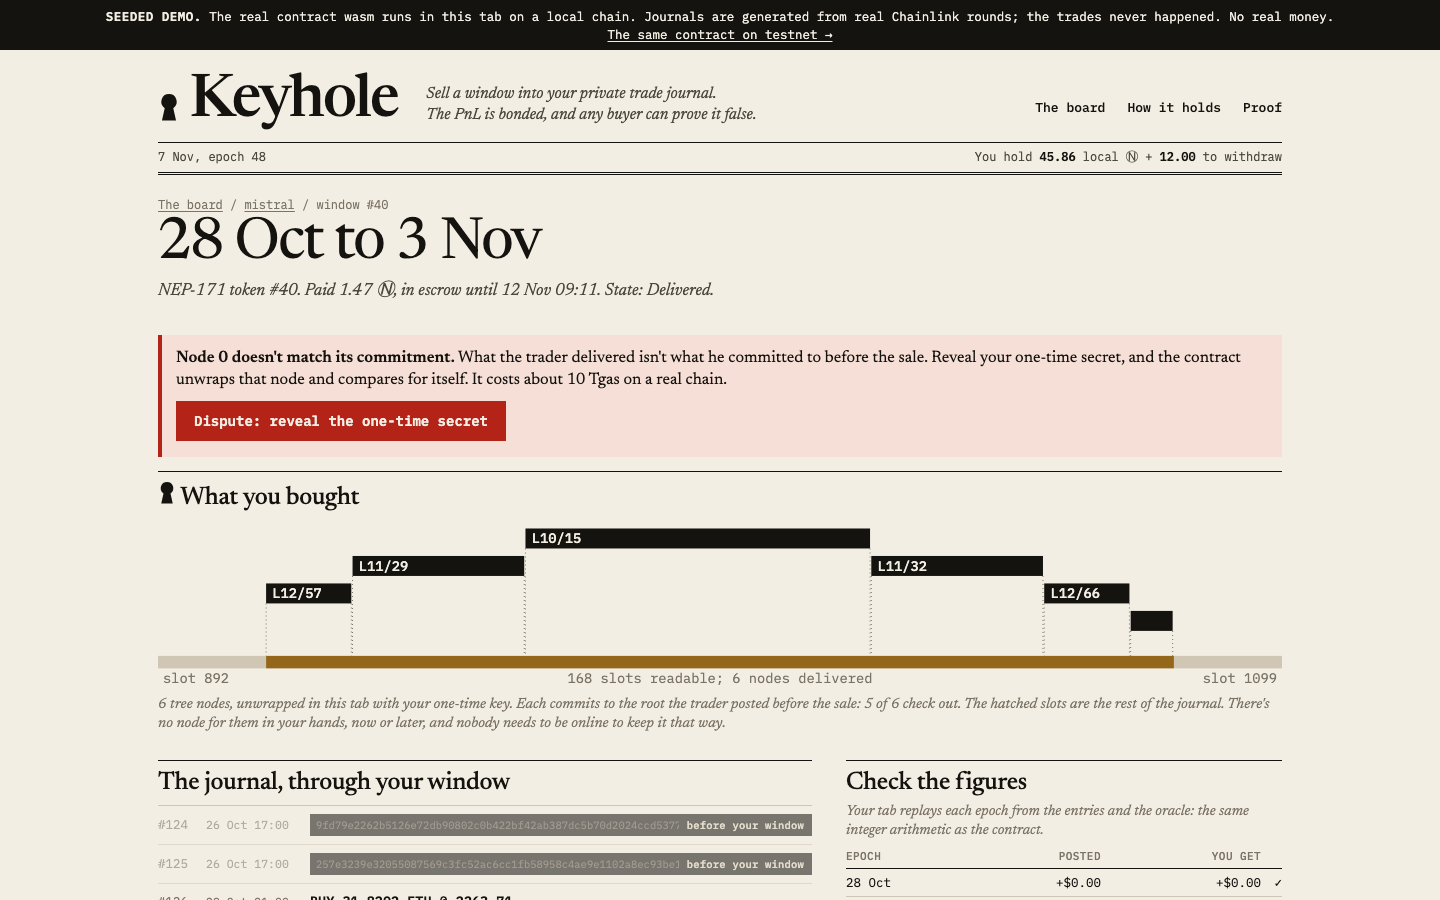 SEEDED DEMO. The real contract wasm runs in this tab on a local chain. Journals are generated from real Chainlink rounds; the trades never happened. No real money.
The same contract on testnet →
Keyhole
Sell a window into your private trade journal.
The PnL is bonded, and any buyer can prove it false.
The board How it holds Proof
7 Nov, epoch 48
You hold 45.86 local Ⓝ + 12.00 to withdraw
The board / mistral / window #40
28 Oct to 3 Nov
NEP-171 token #40. Paid 1.47 Ⓝ, in escrow until 12 Nov 09:11. State: Delivered.
Node 0 doesn't match its commitment. What the trader delivered isn't what he committed to before the sale. Reveal your one-time secret, and the contract
unwraps that node and compares for itself. It costs about 10 Tgas on a real chain.
Dispute: reveal the one-time secret
What you bought
L10/15
L11/29
L11/32
L12/57
L12/66
slot 892
168 slots readable; 6 nodes delivered
slot 1099
6 tree nodes, unwrapped in this tab with your one-time key. Each commits to the root the trader posted before the sale: 5 of 6 check out. The hatched slots are the rest of the journal. There's
no node for them in your hands, now or later, and nobody needs to be online to keep it that way.
The journal, through your window
#124 26 Oct 17:00 before your window
#125 26 Oct 17:00 before your window
Check the figures
Your tab replays each epoch from the entries and the oracle: the same
integer arithmetic as the contract.
EPOCH POSTED YOU GET
28 Oct +$0.00 +$0.00 ✓